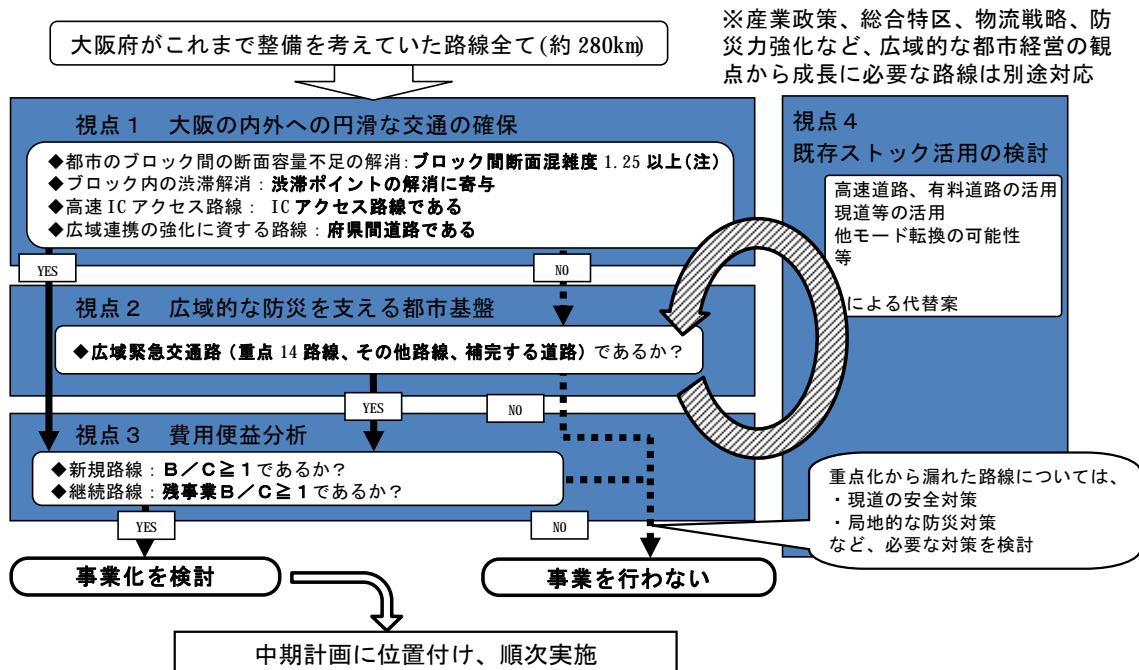 大阪府がこれまで整備を考えていた路線全て(約280km)
※産業政策、総合特区、物流戦略、防
災力強化など、広域的な都市経営の観
点から成長に必要な路線は別途対応
視点1 大阪の内外への円滑な交通の確保
◆都市のブロック間の断面容量不足の解消:ブロック間断面混雑度1.25以上(注)
◆ブロック内の渋滞解消:渋滞ポイントの解消に寄与
◆高速ICアクセス路線: ICアクセス路線である
◆広域連携の強化に資する路線:府県間道路である
YES
NO
視点2 広域的な防災を支える都市基盤
◆広域緊急交通路(重点14路線、その他路線、補完する道路)であるか?
YES
NO
視点3 費用便益分析
◆新規路線:B/C≧1であるか?
◆継続路線:残事業B/C≧1であるか?
YES
NO
視点4
既存ストック活用の検討
高速道路、有料道路の活用
現道等の活用
他モード転換の可能性
等
による代替案
重点化から漏れた路線については、
・現道の安全対策
・局地的な防災対策
など、必要な対策を検討
事業化を検討
事業を行わない
中期計画に位置付け、順次実施